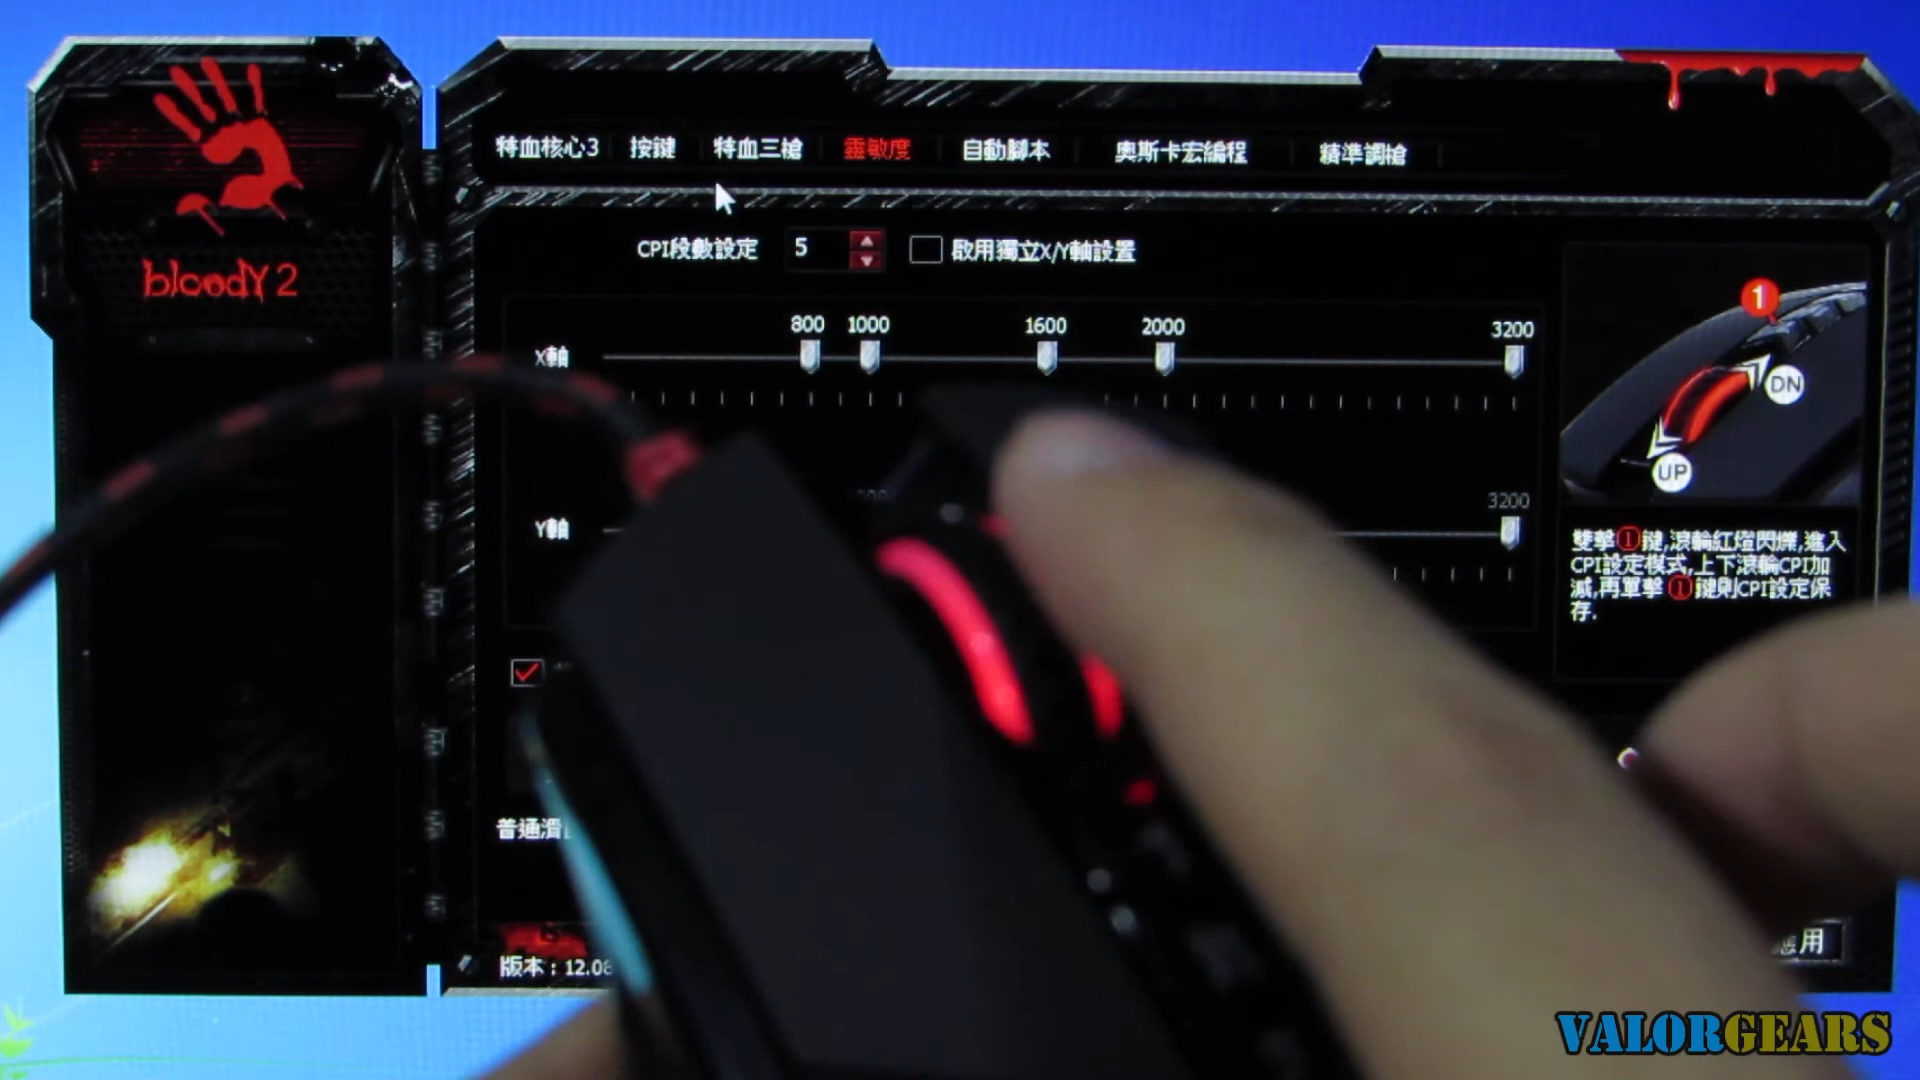 特血核心3 按鍵 特血三槍 靈敏度 自動腳本 奧斯卡宏編程 精準調槍
bloodY 2
CPI段數設定 5 啟用獨立X/Y軸設置
800 1000 1600 2000 3200
X軸
1
DN
UP
3200
Y軸
雙擊①鍵,滾輪紅燈閃爍,進入
CPI設定模式,上下滾輪CPI加
減,再單擊①鍵則CPI設定保
存.
普通滑
版本：12.08
應用
VALORGEARS